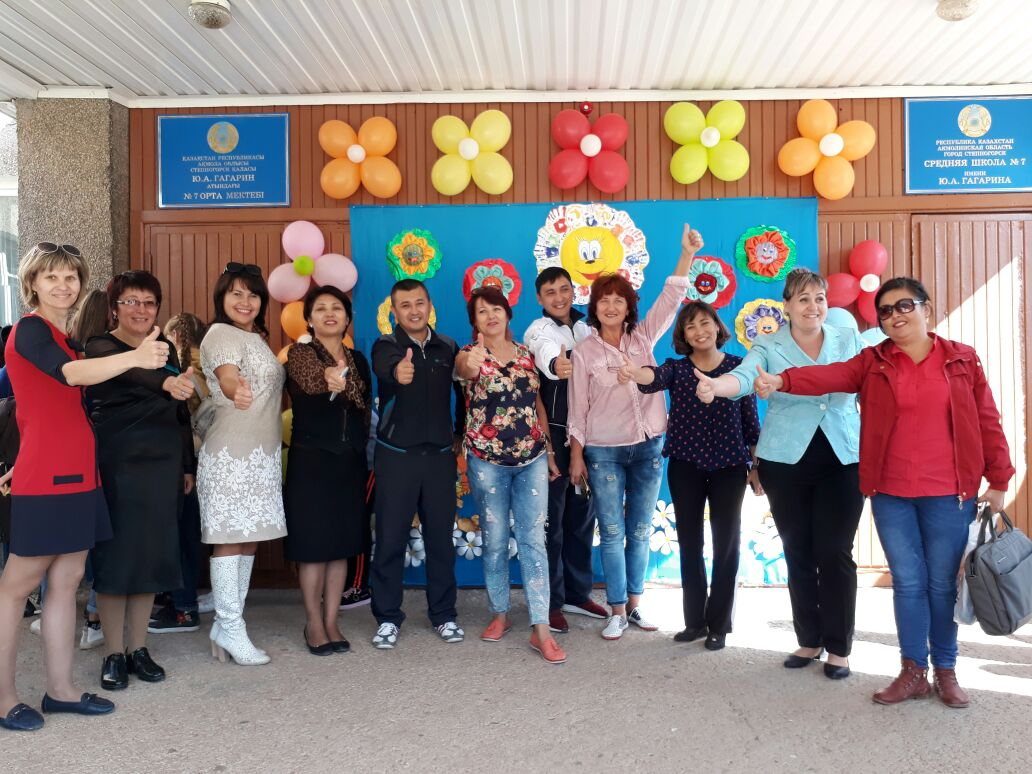 ҚАЗАҚСТАН РЕСПУБЛИКАСЫ
АҚМОЛА ОБЛЫСЫ
СТЕПНОГОРСК ҚАЛАСЫ
Ю.А. ГАГАРИН
АТЫНДАҒЫ
№ 7 ОРТА МЕКТЕБІ
РЕСПУБЛИКА КАЗАХСТАН
АКМОЛИНСКАЯ ОБЛАСТЬ
ГОРОД СТЕПНОГОРСК
СРЕДНЯЯ ШКОЛА № 7
ИМЕНИ
Ю.А. ГАГАРИНА